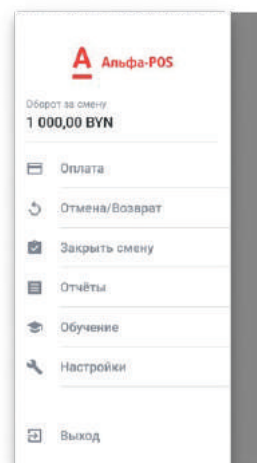 Альфа-POS
Оборот за смену
1 000,00 BYN
Оплата
Отмена/Возврат
Закрыть смену
Отчёты
Обучение
Настройки
Выход